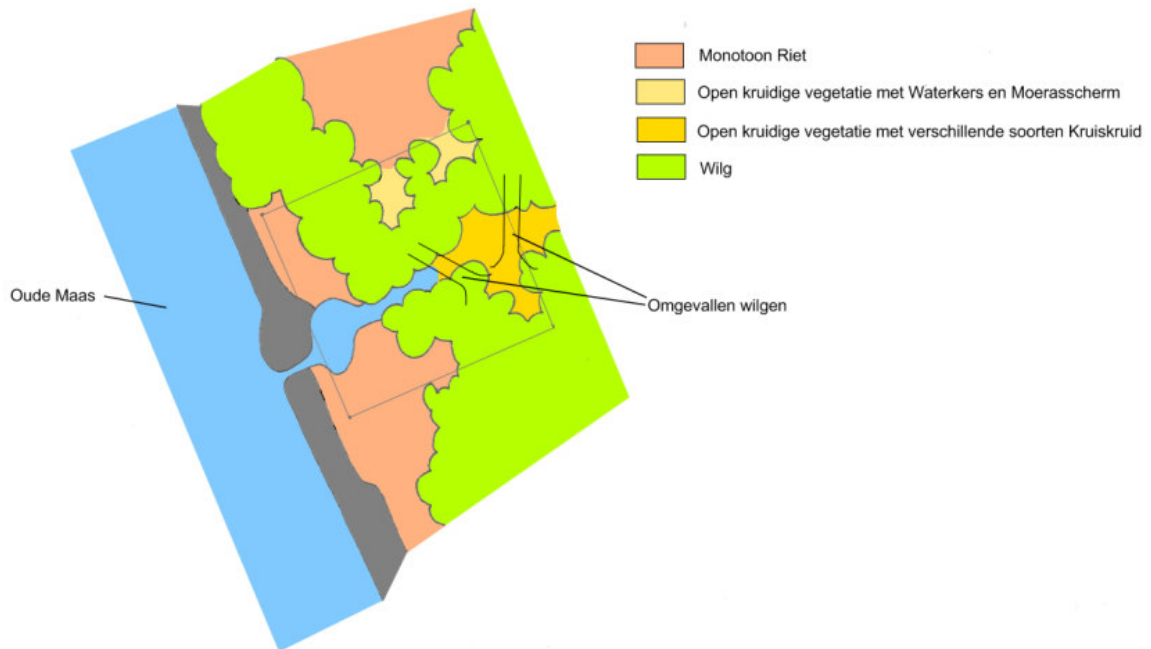 Monotoon Riet
Open kruidige vegetatie met Waterkers en Moerasscherm
Open kruidige vegetatie met verschillende soorten Kruiskruid
Wilg
Oude Maas
Omgevallen wilgen